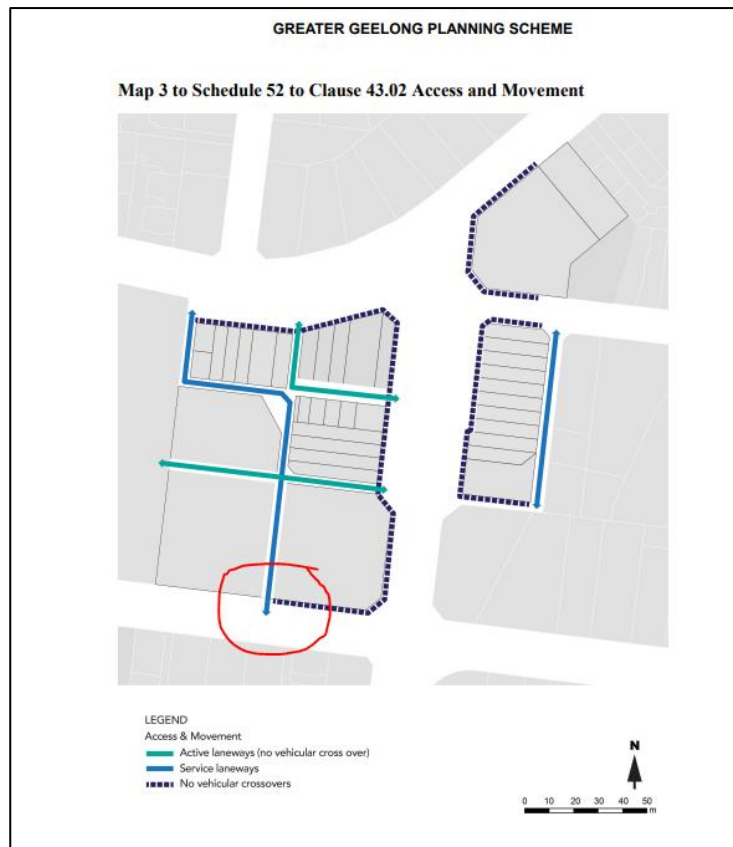 GREATER GEELONG PLANNING SCHEME
Map 3 to Schedule 52 to Clause 43.02 Access and Movement
LEGEND
Access & Movement
Active laneways (no vehicular cross over)
Service laneways
No vehicular crossovers
N
0 10 20 30 40 50
m